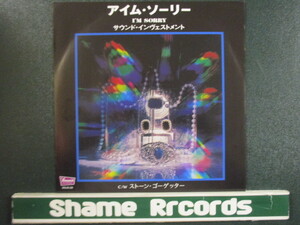 アイム・ソーリー
I'M SORRY
サウンド・インヴェストメント
C/W ストーン・ゴーゲッター
Shame Rrcords